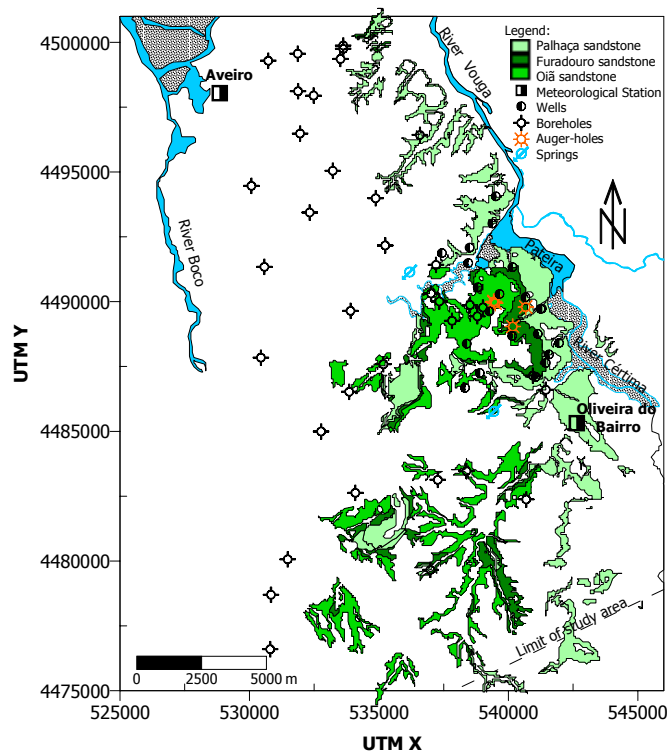 Legend:
Palhaça sandstone
Furadouro sandstone
Oiã sandstone
Meteorological Station
Wells
Boreholes
Auger-holes
Springs
4500000
4495000
4490000
4485000
4480000
4475000
UTM Y
Aveiro
River Vouga
River Boco
N
Pateira
River Certima
Oliveira do
Bairro
Limit of study area
0
2500
5000 m
525000
530000
535000
540000
545000
UTM X